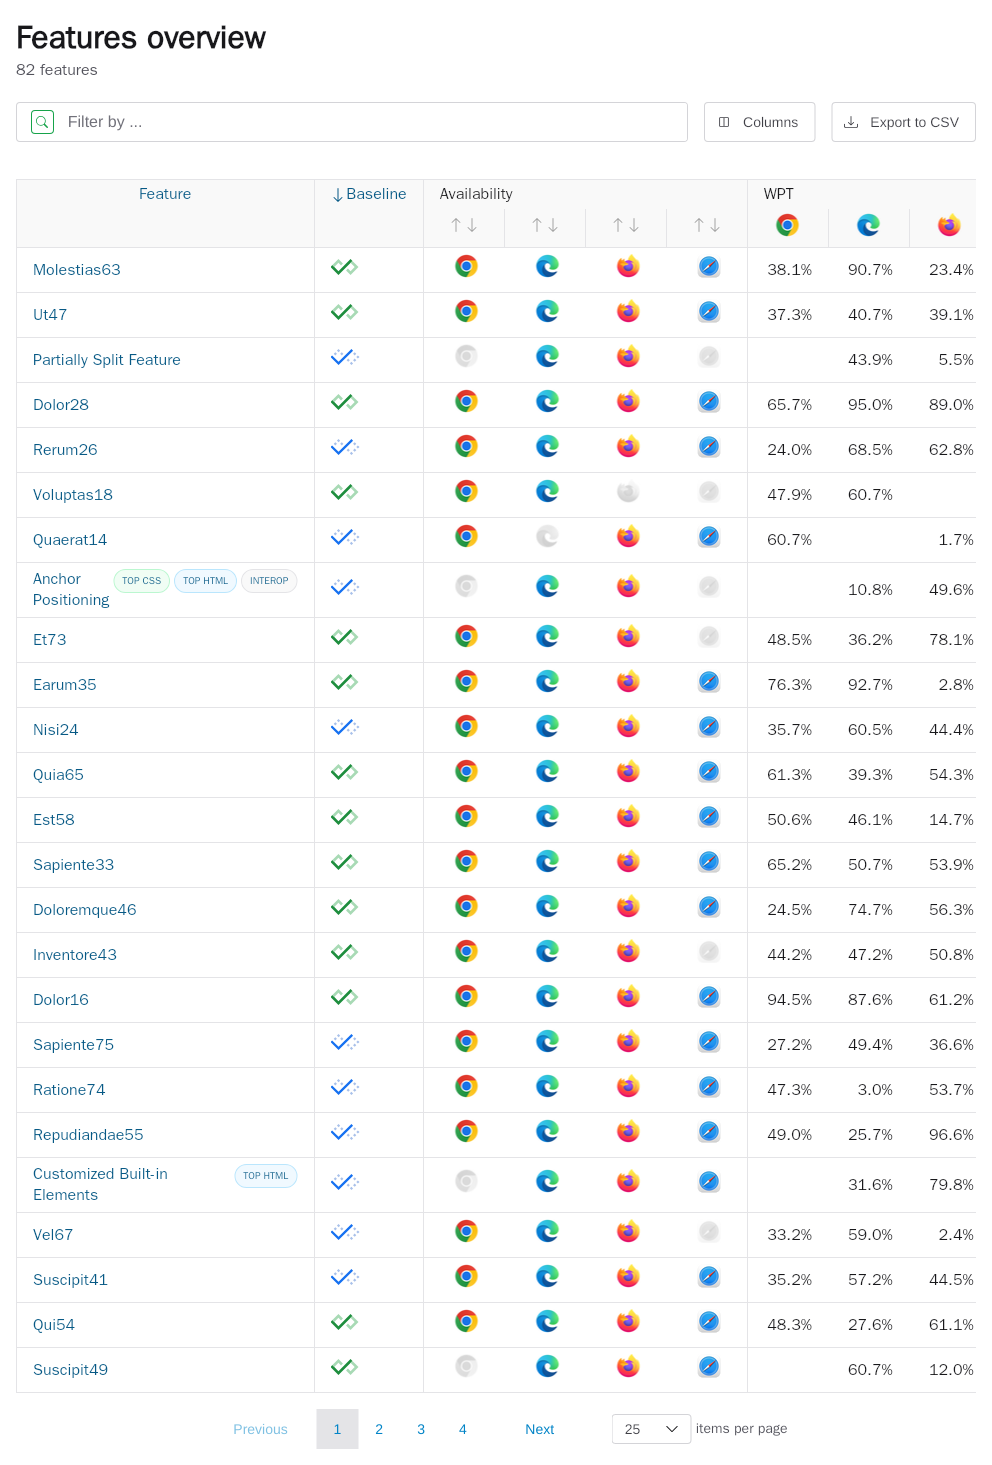 Features overview
82 features
Filter by ...
Columns
Export to CSV
Feature Baseline Availability WPT
Molestias63 38.1% 90.7% 23.4%
Ut47 37.3% 40.7% 39.1%
Partially Split Feature 43.9% 5.5%
Dolor28 65.7% 95.0% 89.0%
Rerum26 24.0% 68.5% 62.8%
Voluptas18 47.9% 60.7%
Quaerat14 60.7% 1.7%
Anchor TOP CSS TOP HTML INTEROP
Positioning 10.8% 49.6%
Et73 48.5% 36.2% 78.1%
Earum35 76.3% 92.7% 2.8%
Nisi24 35.7% 60.5% 44.4%
Quia65 61.3% 39.3% 54.3%
Est58 50.6% 46.1% 14.7%
Sapiente33 65.2% 50.7% 53.9%
Doloremque46 24.5% 74.7% 56.3%
Inventore43 44.2% 47.2% 50.8%
Dolor16 94.5% 87.6% 61.2%
Sapiente75 27.2% 49.4% 36.6%
Ratione74 47.3% 3.0% 53.7%
Repudiandae55 49.0% 25.7% 96.6%
Customized Built-in TOP HTML
Elements 31.6% 79.8%
Vel67 33.2% 59.0% 2.4%
Suscipit41 35.2% 57.2% 44.5%
Qui54 48.3% 27.6% 61.1%
Suscipit49 60.7% 12.0%
Previous 1 2 3 4 Next 25 items per page